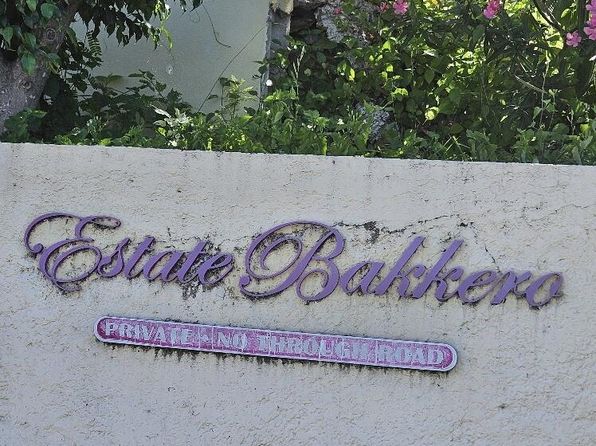 Estate Bakkero
PRIVATE - NO THROUGH ROAD